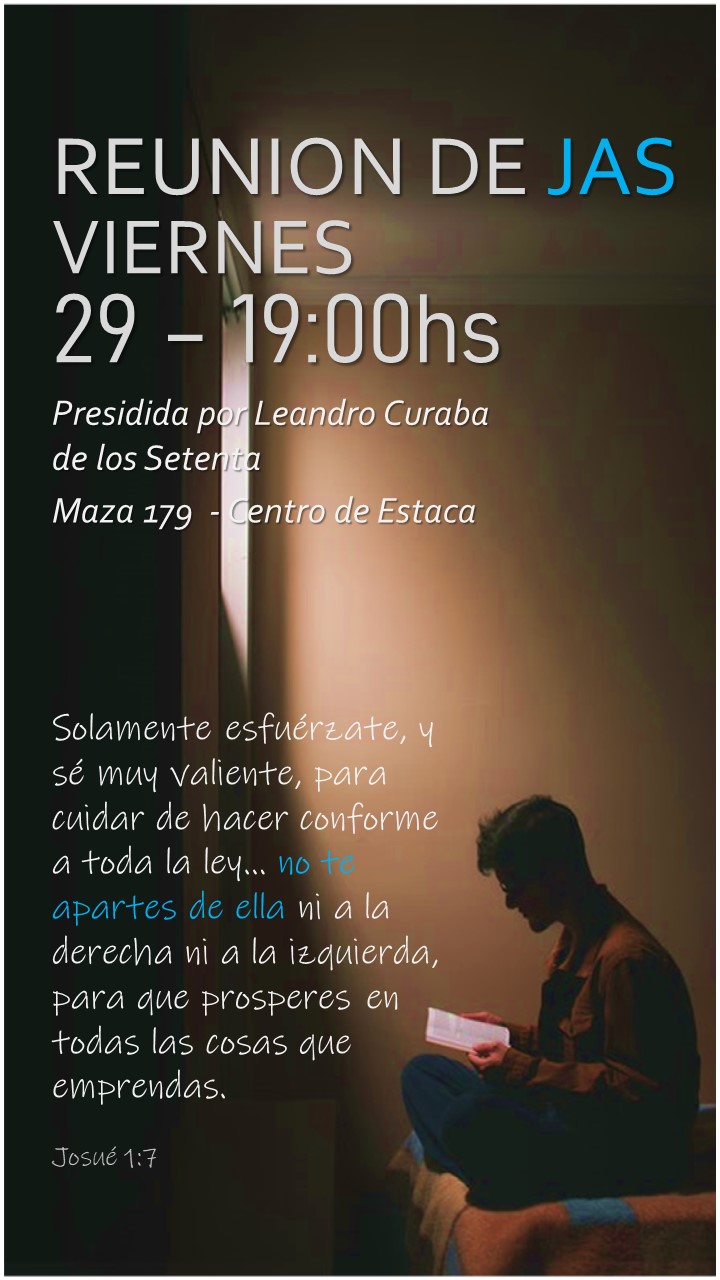 REUNION DE JAS
VIERNES
29 – 19:00hs
Presidida por Leandro Curaba
de los Setenta
Maza 179 - Centro de Estaca
Solamente esfuérzate, y
sé muy valiente, para
cuidar de hacer conforme
a toda la ley... no te
apartes de ella ni a la
derecha ni a la izquierda,
para que prosperes en
todas las cosas que
emprendas.
Josué 1:7